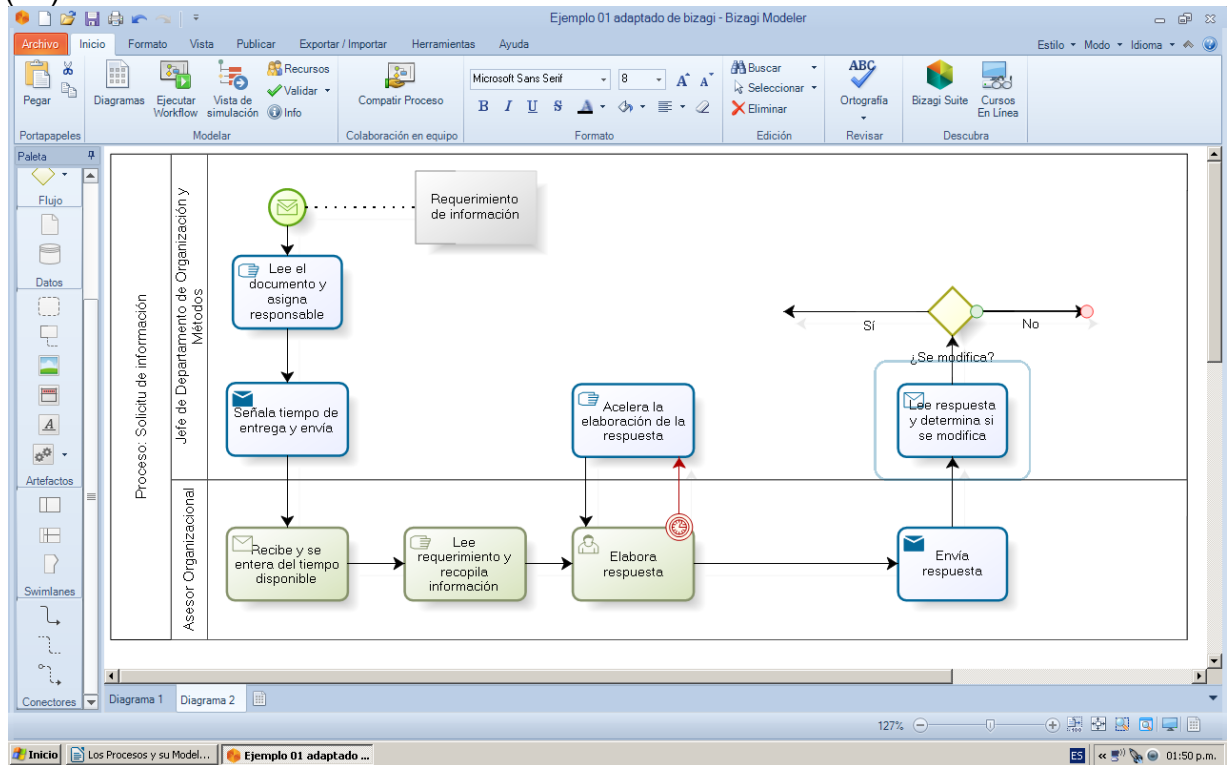 Ejemplo 01 adaptado de bizagi - Bizagi Modeler
Archivo Inicio Formato Vista Publicar Exportar / Importar Herramientas Ayuda Estilo Modo Idioma
Pegar
Diagramas
Ejecutar
Workflow
Vista de
simulación
Recursos
Validar
Info
Compatir Proceso
Microsoft Sans Serif 8 A A
B I U S A
Buscar
Seleccionar
Eliminar
ABC
Ortografía
Bizagi Suite
Cursos
En Línea
Portapapeles Modelar Colaboración en equipo Formato Edición Revisar Descubra
Paleta
Flujo
Datos
A
Artefactos
Swimlanes
Conectores
Proceso: Solicitu de información
Jefe de Departamento de Organización y
Métodos
Asesor Organizacional
Requerimiento
de información
Lee el
documento y
asigna
responsable
Señala tiempo de
entrega y envía
Acelera la
elaboración de la
respuesta
Sí
No
¿Se modifica?
Lee respuesta
y determina si
se modifica
Recibe y se
entera del tiempo
disponible
Lee
requerimiento y
recopila
información
Elabora
respuesta
Envía
respuesta
Diagrama 1 Diagrama 2
127%
Inicio Los Procesos y su Model... Ejemplo 01 adaptado ... ES 01:50 p.m.